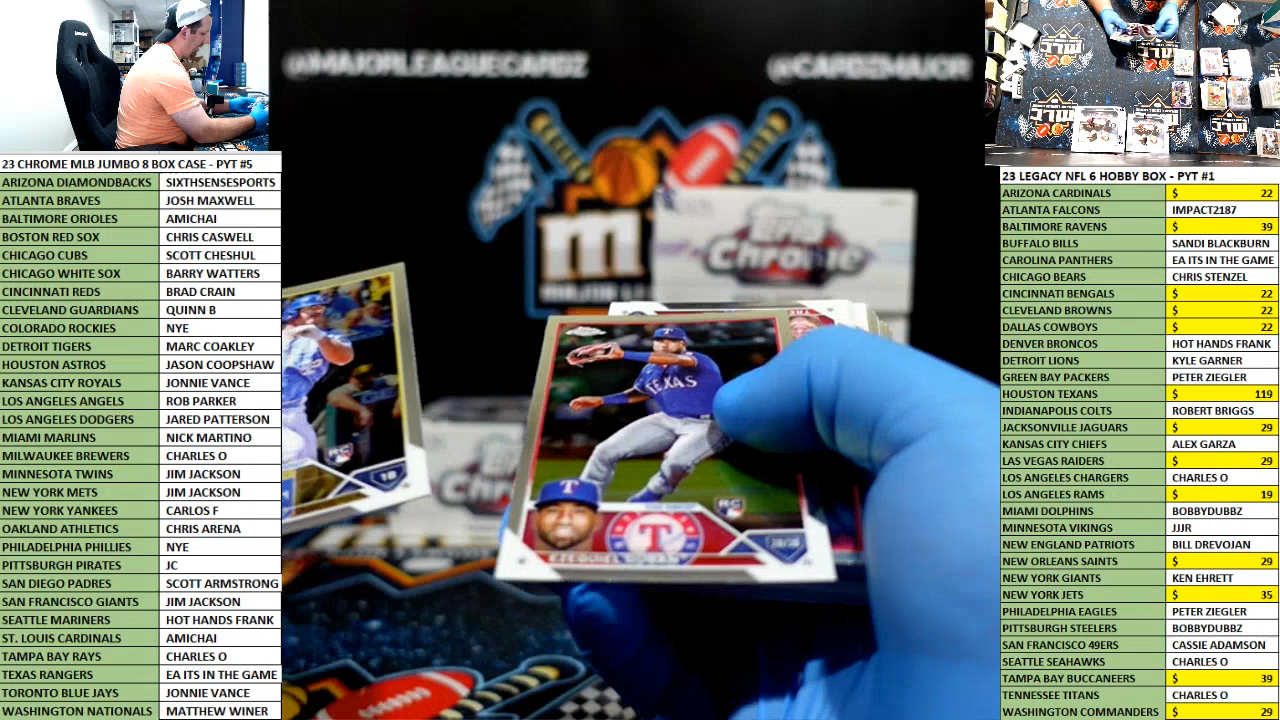 @MAJORLEAGUECARDZ
@CARDZMAJOR
23 CHROME MLB JUMBO 8 BOX CASE - PYT #5
ARIZONA DIAMONDBACKS SIXTHSENSESPORTS
ATLANTA BRAVES JOSH MAXWELL
BALTIMORE ORIOLES AMICHAI
BOSTON RED SOX CHRIS CASWELL
CHICAGO CUBS SCOTT CHESHUL
CHICAGO WHITE SOX BARRY WATTERS
CINCINNATI REDS BRAD CRAIN
CLEVELAND GUARDIANS QUINN B
COLORADO ROCKIES NYE
DETROIT TIGERS MARC COAKLEY
HOUSTON ASTROS JASON COOPSHAW
KANSAS CITY ROYALS JONNIE VANCE
LOS ANGELES ANGELS ROB PARKER
LOS ANGELES DODGERS JARED PATTERSON
MIAMI MARLINS NICK MARTINO
MILWAUKEE BREWERS CHARLES O
MINNESOTA TWINS JIM JACKSON
NEW YORK METS JIM JACKSON
NEW YORK YANKEES CARLOS F
OAKLAND ATHLETICS CHRIS ARENA
PHILADELPHIA PHILLIES NYE
PITTSBURGH PIRATES JC
SAN DIEGO PADRES SCOTT ARMSTRONG
SAN FRANCISCO GIANTS JIM JACKSON
SEATTLE MARINERS HOT HANDS FRANK
ST. LOUIS CARDINALS AMICHAI
TAMPA BAY RAYS CHARLES O
TEXAS RANGERS EA ITS IN THE GAME
TORONTO BLUE JAYS JONNIE VANCE
WASHINGTON NATIONALS MATTHEW WINER
Topps
Chrome
m
TEXAS
T
RC
T
EZEQUIEL DURAN
RC
1B
MLC
23 LEGACY NFL 6 HOBBY BOX - PYT #1
ARIZONA CARDINALS $ 22
ATLANTA FALCONS IMPACT2187
BALTIMORE RAVENS $ 39
BUFFALO BILLS SANDI BLACKBURN
CAROLINA PANTHERS EA ITS IN THE GAME
CHICAGO BEARS CHRIS STENZEL
CINCINNATI BENGALS $ 22
CLEVELAND BROWNS $ 22
DALLAS COWBOYS $ 22
DENVER BRONCOS HOT HANDS FRANK
DETROIT LIONS KYLE GARNER
GREEN BAY PACKERS PETER ZIEGLER
HOUSTON TEXANS $ 119
INDIANAPOLIS COLTS ROBERT BRIGGS
JACKSONVILLE JAGUARS $ 29
KANSAS CITY CHIEFS ALEX GARZA
LAS VEGAS RAIDERS $ 29
LOS ANGELES CHARGERS CHARLES O
LOS ANGELES RAMS $ 19
MIAMI DOLPHINS BOBBYDUBBZ
MINNESOTA VIKINGS JJJR
NEW ENGLAND PATRIOTS BILL DREVOJAN
NEW ORLEANS SAINTS $ 29
NEW YORK GIANTS KEN EHRETT
NEW YORK JETS $ 35
PHILADELPHIA EAGLES PETER ZIEGLER
PITTSBURGH STEELERS BOBBYDUBBZ
SAN FRANCISCO 49ERS CASSIE ADAMSON
SEATTLE SEAHAWKS CHARLES O
TAMPA BAY BUCCANEERS $ 39
TENNESSEE TITANS CHARLES O
WASHINGTON COMMANDERS $ 29